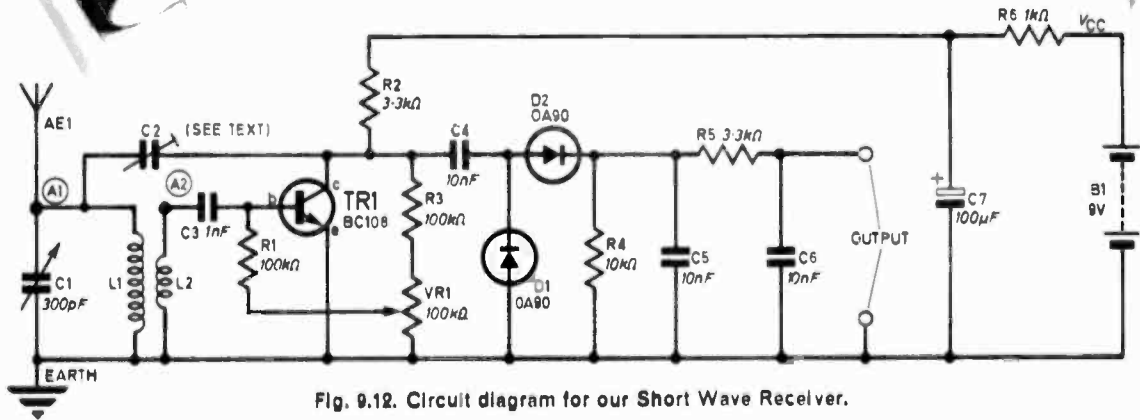 R6 1kΩ
VCC
R2
3·3kΩ
AE1
C2
(SEE TEXT)
C4
10nF
D2
OA90
R5 3·3kΩ
A1
A2
b
c
e
TR1
BC108
C3 1nF
R3
100kΩ
R1
100kΩ
VR1
100kΩ
D1
OA90
R4
10kΩ
C5
10nF
C6
10nF
OUTPUT
+
C7
100µF
B1
9V
C1
300pF
L1
L2
EARTH
Fig. 9.12. Circuit diagram for our Short Wave Receiver.